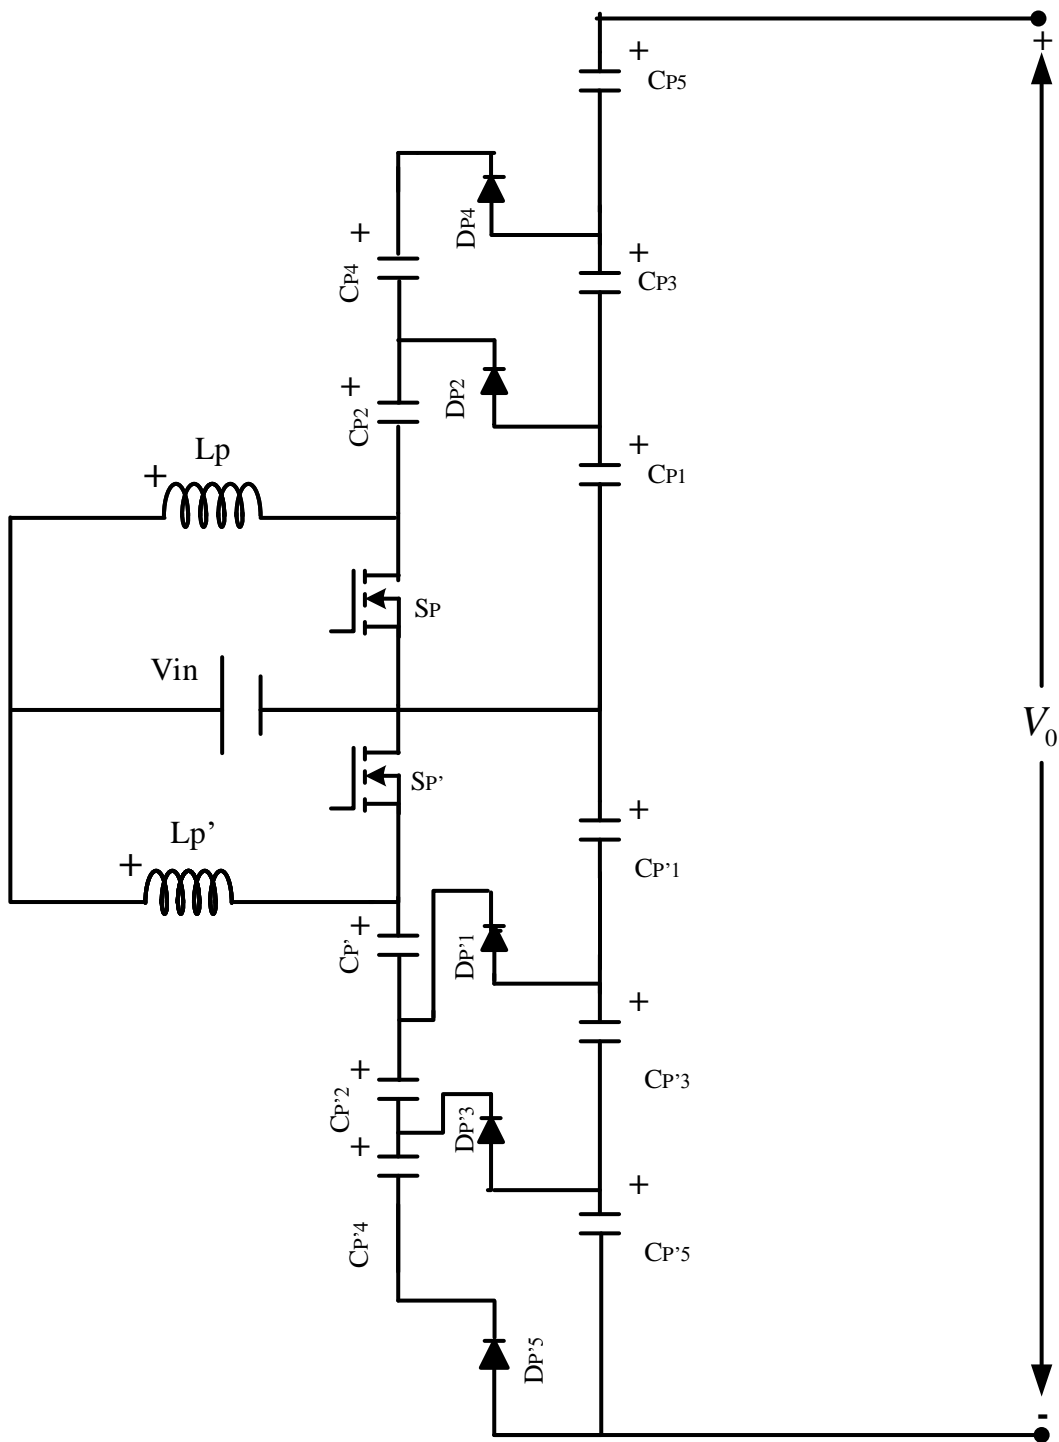 +
+
CP5
DP4
+
CP4
+
CP3
+
CP2
DP2
+
CP1
Lp
+
SP
Vin
V0
SP'
Lp'
+
+
CP'1
+
CP'
DP'1
+
CP'3
+
CP'2
DP'3
+
CP'4
+
CP'5
DP'5
-